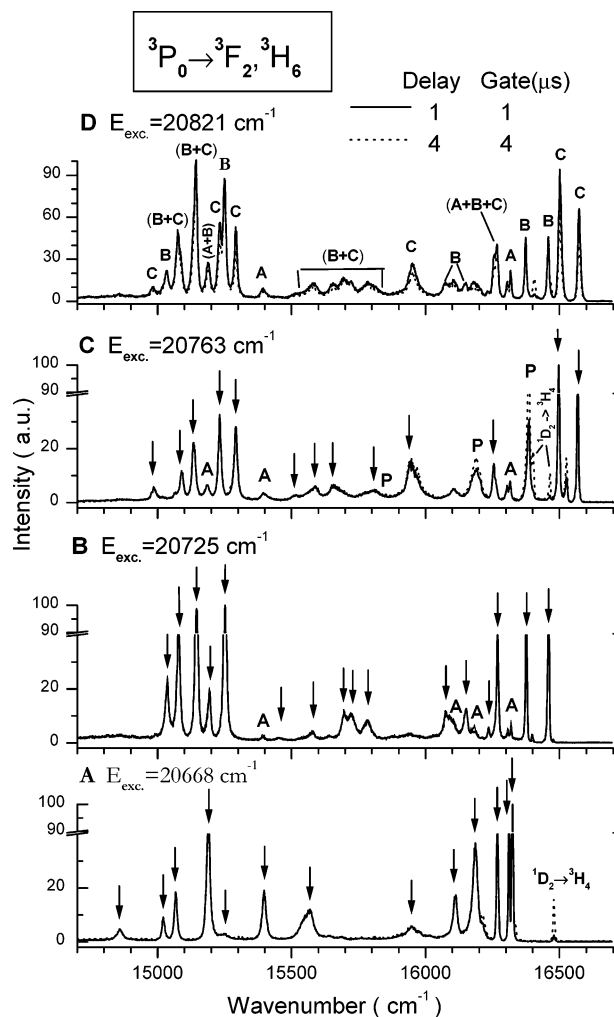 ³P₀→³F₂,³H₆
Delay Gate(μs)
1 1
4 4
D E_exc.=20821 cm⁻¹
90
60
30
0
C
B
(B+C)
(B+C)
(A+B)
C
B
C
A
(B+C)
C
B
(A+B+C)
A
B
B
C
C
C E_exc.=20763 cm⁻¹
100
90
20
0
A
A
P
P
A
P
¹D₂->³H₄
B E_exc.=20725 cm⁻¹
100
90
20
0
A
A
A
A
A E_exc.=20668 cm⁻¹
100
90
20
0
¹D₂→³H₄
15000 15500 16000 16500
Wavenumber ( cm⁻¹ )
Intensity ( a.u.)